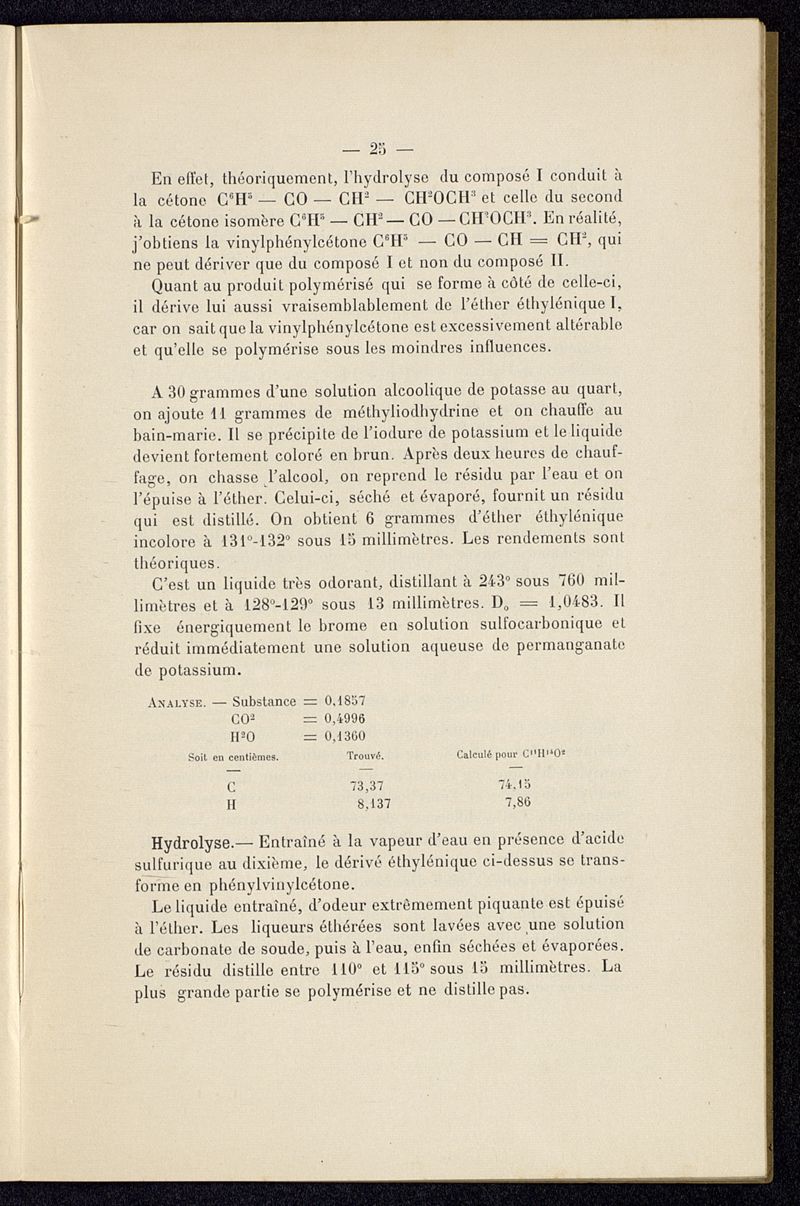 — 25 —
En effet, théoriquement, l'hydrolyse du composé I conduit à
la cétone C⁶H⁵ — CO — CH² — CH²OCH³ et celle du second
à la cétone isomère C⁶H⁵ — CH² — CO — CH²OCH³. En réalité,
j'obtiens la vinylphénylcétone C⁶H⁵ — CO — CH = CH², qui
ne peut dériver que du composé I et non du composé II.
Quant au produit polymérisé qui se forme à côté de celle-ci,
il dérive lui aussi vraisemblablement de l'éther éthylénique I,
car on sait que la vinylphénylcétone est excessivement altérable
et qu'elle se polymérise sous les moindres influences.
A 30 grammes d'une solution alcoolique de potasse au quart,
on ajoute 11 grammes de méthyliodhydrine et on chauffe au
bain-marie. Il se précipite de l'iodure de potassium et le liquide
devient fortement coloré en brun. Après deux heures de chauf-
fage, on chasse l'alcool, on reprend le résidu par l'eau et on
l'épuise à l'éther. Celui-ci, séché et évaporé, fournit un résidu
qui est distillé. On obtient 6 grammes d'éther éthylénique
incolore à 131°-132° sous 15 millimètres. Les rendements sont
théoriques.
C'est un liquide très odorant, distillant à 243° sous 760 mil-
limètres et à 128°-129° sous 13 millimètres. D₀ = 1,0483. Il
fixe énergiquement le brome en solution sulfocarbonique et
réduit immédiatement une solution aqueuse de permanganate
de potassium.
ANALYSE. — Substance = 0,1857
CO² = 0,4996
H²O = 0,1360
Soit en centièmes. Trouvé. Calculé pour C¹¹H¹⁴O²
— — —
C 73,37 74,15
H 8,137 7,86
Hydrolyse.— Entraîné à la vapeur d'eau en présence d'acide
sulfurique au dixième, le dérivé éthylénique ci-dessus se trans-
forme en phénylvinylcétone.
Le liquide entraîné, d'odeur extrêmement piquante est épuisé
à l'éther. Les liqueurs éthérées sont lavées avec une solution
de carbonate de soude, puis à l'eau, enfin séchées et évaporées.
Le résidu distille entre 110° et 115° sous 15 millimètres. La
plus grande partie se polymérise et ne distille pas.